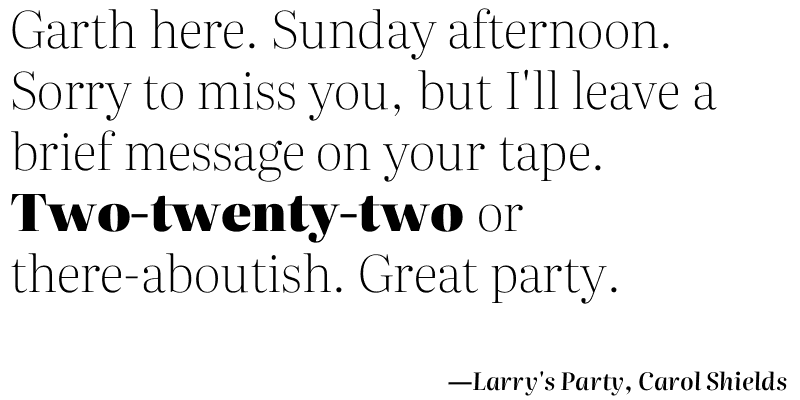 Garth here. Sunday afternoon.
Sorry to miss you, but I'll leave a
brief message on your tape.
Two-twenty-two or
there-aboutish. Great party.
—Larry's Party, Carol Shields